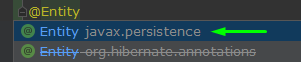 @Entity
@ Entity javax.persistence
@ Entity org.hibernate.annotations